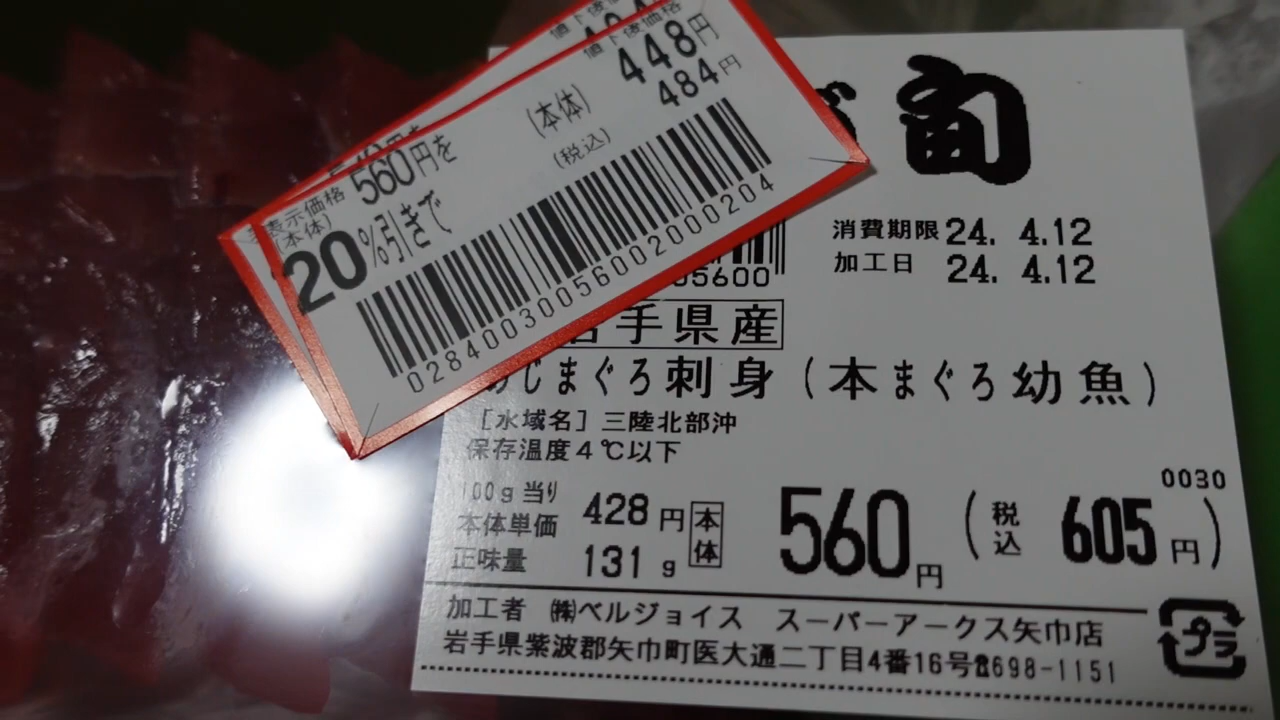 値下後価格
448円
484円
(本体)
(税込)
表示価格
(本体)
560円を
20%引きで
0284003005600200020 4
旬
消費期限 24. 4.12
加工日 24. 4.12
05600
岩手県産
めじまぐろ刺身(本まぐろ幼魚)
[水域名]三陸北部沖
保存温度4℃以下
0030
100g当り
本体単価 428円
正味量 131g
本体 560円 (税込 605円)
加工者 ㈱ベルジョイス スーパーアークス矢巾店
岩手県紫波郡矢巾町医大通二丁目4番16号☎698-1151
プラ